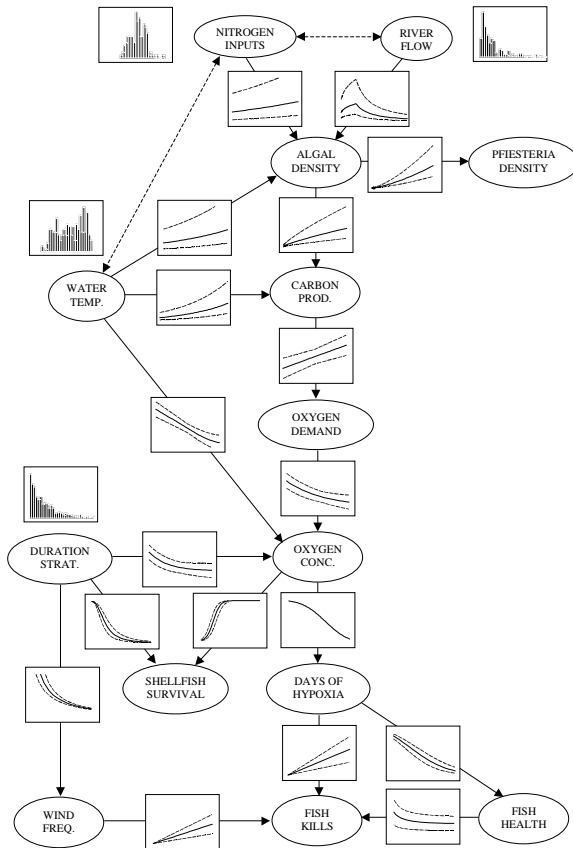 NITROGEN
INPUTS
RIVER
FLOW
ALGAL
DENSITY
PFIESTERIA
DENSITY
WATER
TEMP.
CARBON
PROD.
OXYGEN
DEMAND
DURATION
STRAT.
OXYGEN
CONC.
SHELLFISH
SURVIVAL
DAYS OF
HYPOXIA
WIND
FREQ.
FISH
KILLS
FISH
HEALTH